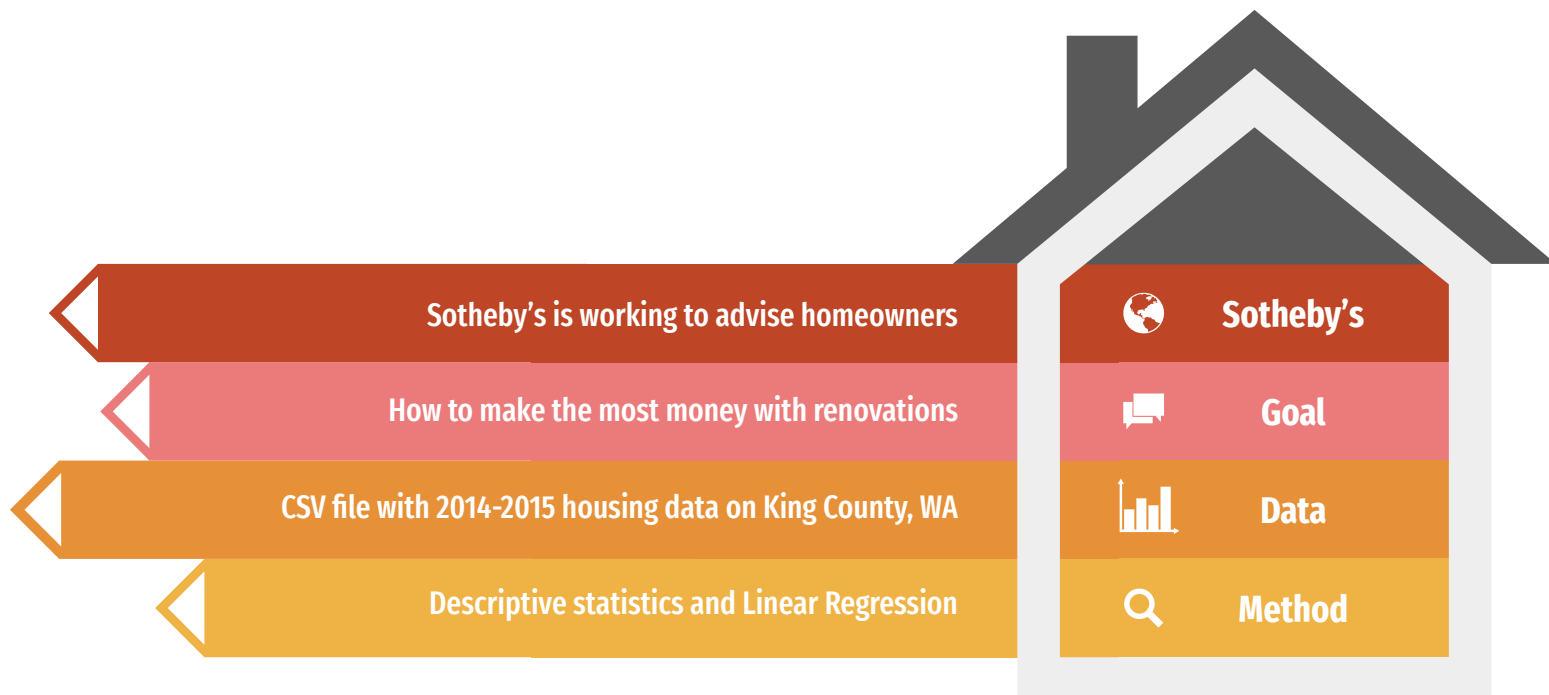 Sotheby’s is working to advise homeowners
Sotheby’s
How to make the most money with renovations
Goal
CSV file with 2014-2015 housing data on King County, WA
Data
Descriptive statistics and Linear Regression
Method